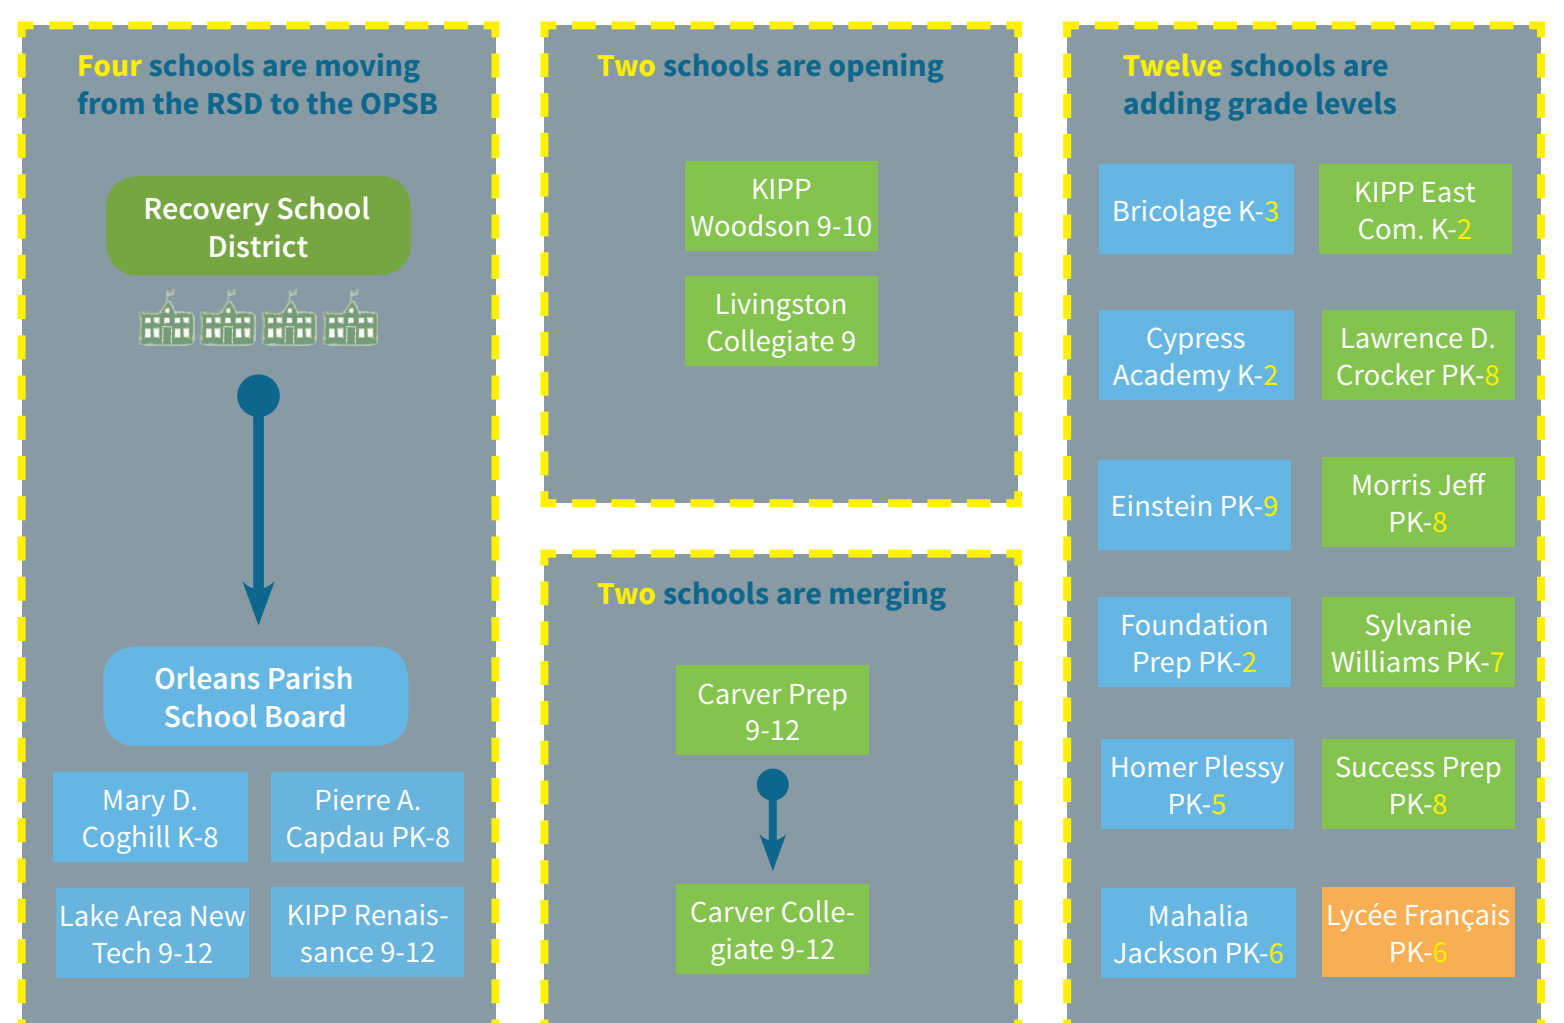 Four schools are moving
from the RSD to the OPSB
Recovery School
District
Orleans Parish
School Board
Mary D.
Coghill K-8
Pierre A.
Capdau PK-8
Lake Area New
Tech 9-12
KIPP Renais-
sance 9-12
Two schools are opening
KIPP
Woodson 9-10
Livingston
Collegiate 9
Two schools are merging
Carver Prep
9-12
Carver Colle-
giate 9-12
Twelve schools are
adding grade levels
Bricolage K-3
KIPP East
Com. K-2
Cypress
Academy K-2
Lawrence D.
Crocker PK-8
Einstein PK-9
Morris Jeff
PK-8
Foundation
Prep PK-2
Sylvanie
Williams PK-7
Homer Plessy
PK-5
Success Prep
PK-8
Mahalia
Jackson PK-6
Lycée Français
PK-6